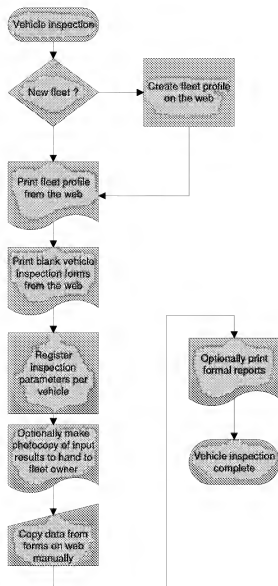 Vehicle inspection
New fleet ?
Create fleet profile
on the web
Print fleet profile
from the web
Print blank vehicle
inspection forms
from the web
Register
inspection
parameters per
vehicle
Optionally make
photocopy of input
results to hand to
fleet owner
Copy data from
forms on web
manually
Optionally print
formal reports
Vehicle inspection
complete